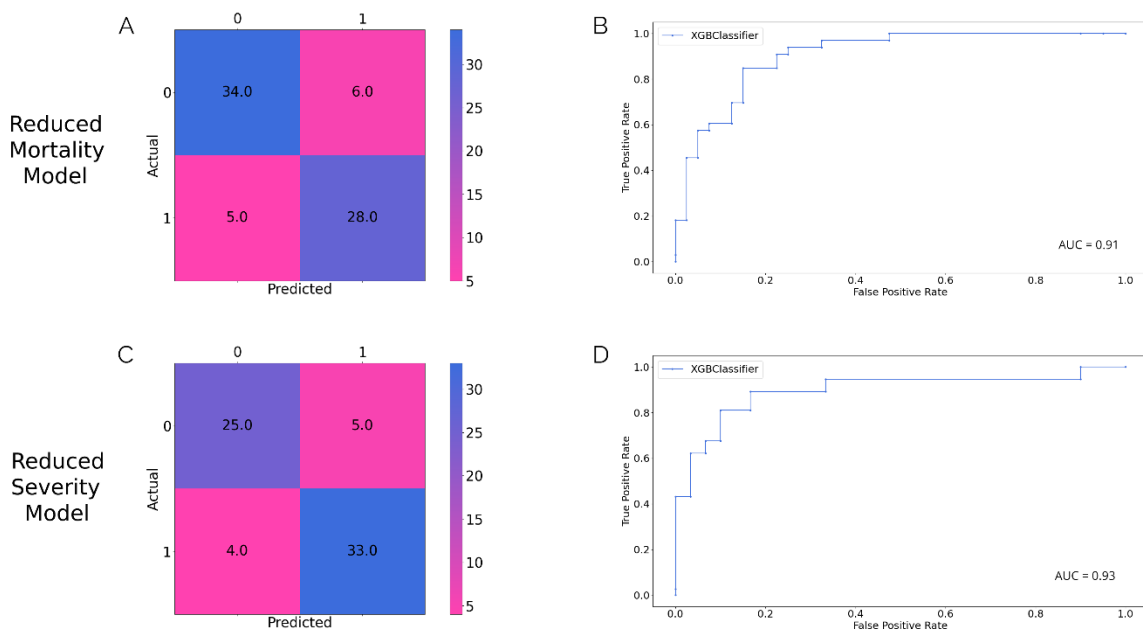 A
0 1
Reduced
Mortality
Model
Actual
0
1
34.0 6.0
5.0 28.0
Predicted
30
25
20
15
10
5
B
XGBClassifier
True Positive Rate
1.0
0.8
0.6
0.4
0.2
0.0
AUC = 0.91
0.0 0.2 0.4 0.6 0.8 1.0
False Positive Rate
C
0 1
Reduced
Severity
Model
Actual
0
1
25.0 5.0
4.0 33.0
Predicted
30
25
20
15
10
5
D
XGBClassifier
True Positive Rate
1.0
0.8
0.6
0.4
0.2
0.0
AUC = 0.93
0.0 0.2 0.4 0.6 0.8 1.0
False Positive Rate